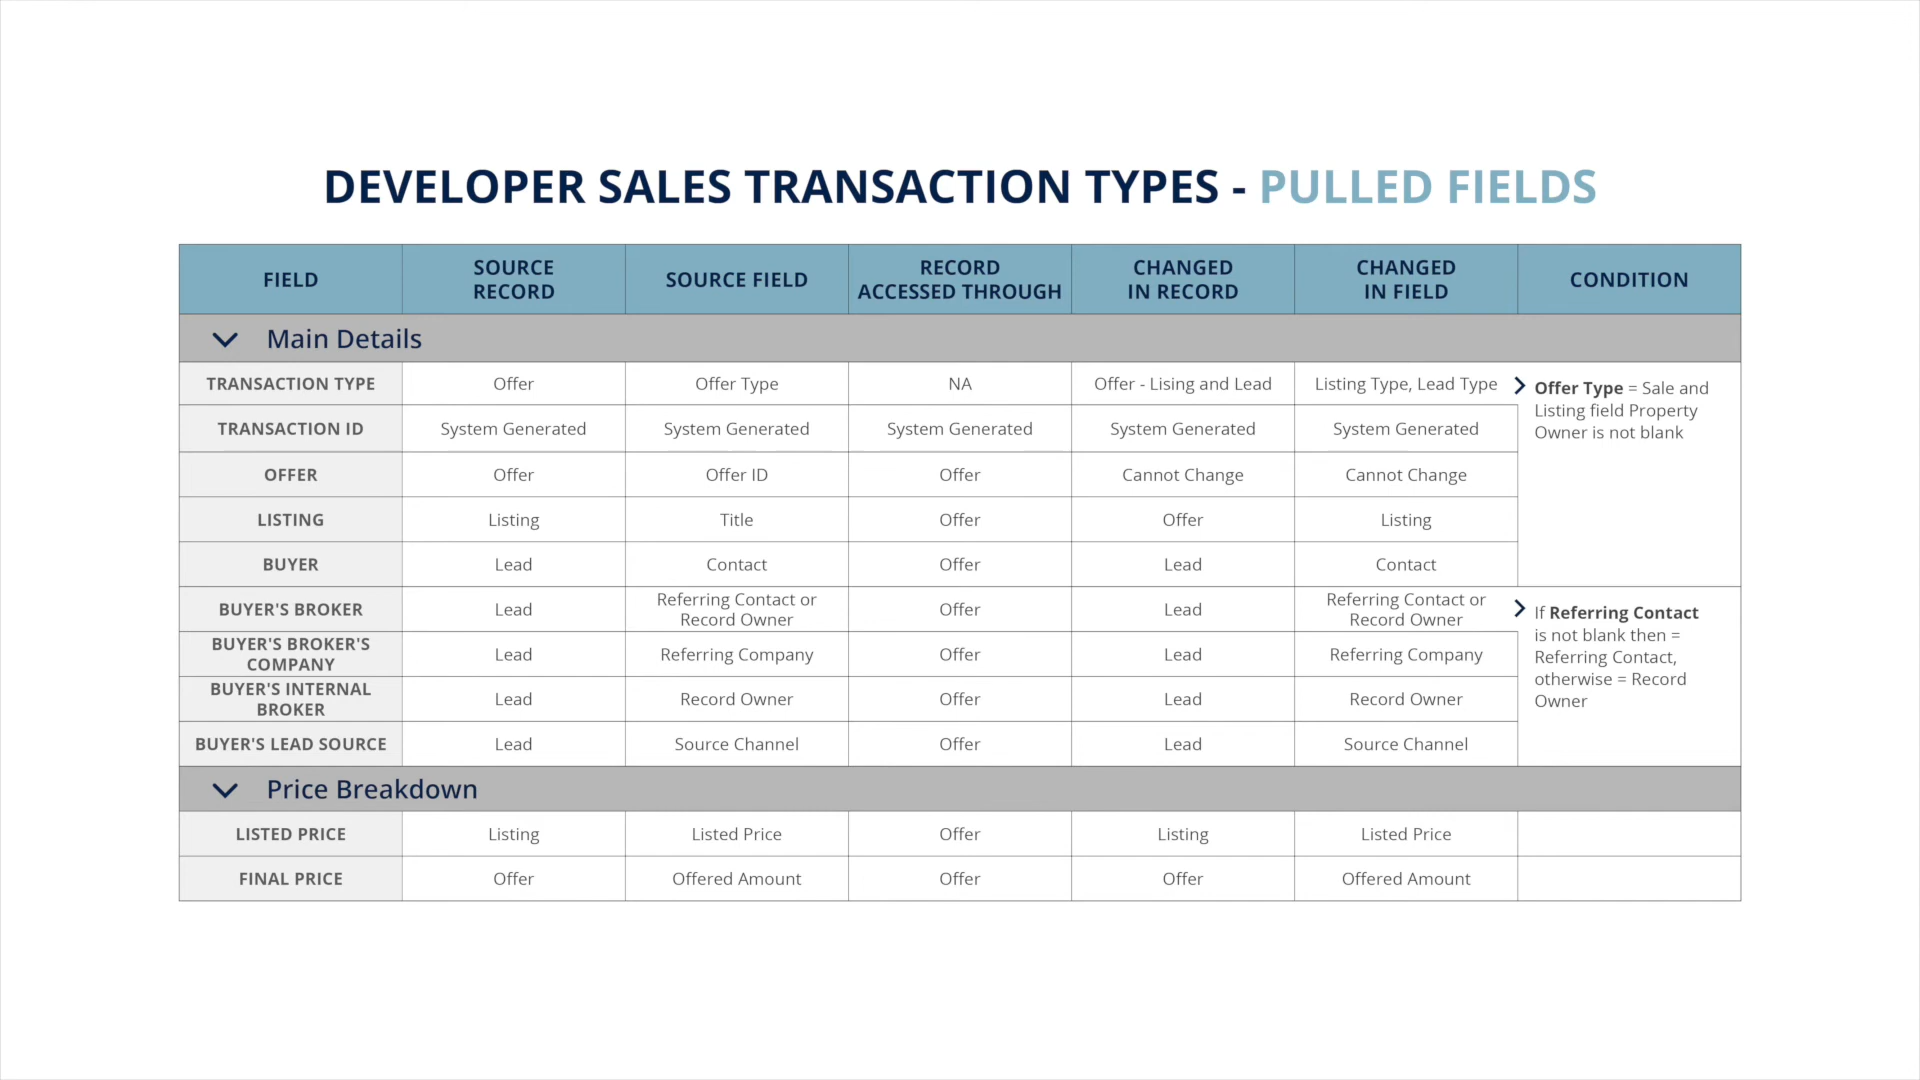 DEVELOPER SALES TRANSACTION TYPES - PULLED FIELDS
FIELD
SOURCE
RECORD
SOURCE FIELD
RECORD
ACCESSED THROUGH
CHANGED
IN RECORD
CHANGED
IN FIELD
CONDITION
Main Details
TRANSACTION TYPE
Offer
Offer Type
NA
Offer - Lising and Lead
Listing Type, Lead Type
Offer Type = Sale and
Listing field Property
Owner is not blank
TRANSACTION ID
System Generated
System Generated
System Generated
System Generated
System Generated
OFFER
Offer
Offer ID
Offer
Cannot Change
Cannot Change
LISTING
Listing
Title
Offer
Offer
Listing
BUYER
Lead
Contact
Offer
Lead
Contact
BUYER'S BROKER
Lead
Referring Contact or
Record Owner
Offer
Lead
Referring Contact or
Record Owner
If Referring Contact
is not blank then =
Referring Contact,
otherwise = Record
Owner
BUYER'S BROKER'S
COMPANY
Lead
Referring Company
Offer
Lead
Referring Company
BUYER'S INTERNAL
BROKER
Lead
Record Owner
Offer
Lead
Record Owner
BUYER'S LEAD SOURCE
Lead
Source Channel
Offer
Lead
Source Channel
Price Breakdown
LISTED PRICE
Listing
Listed Price
Offer
Listing
Listed Price
FINAL PRICE
Offer
Offered Amount
Offer
Offer
Offered Amount